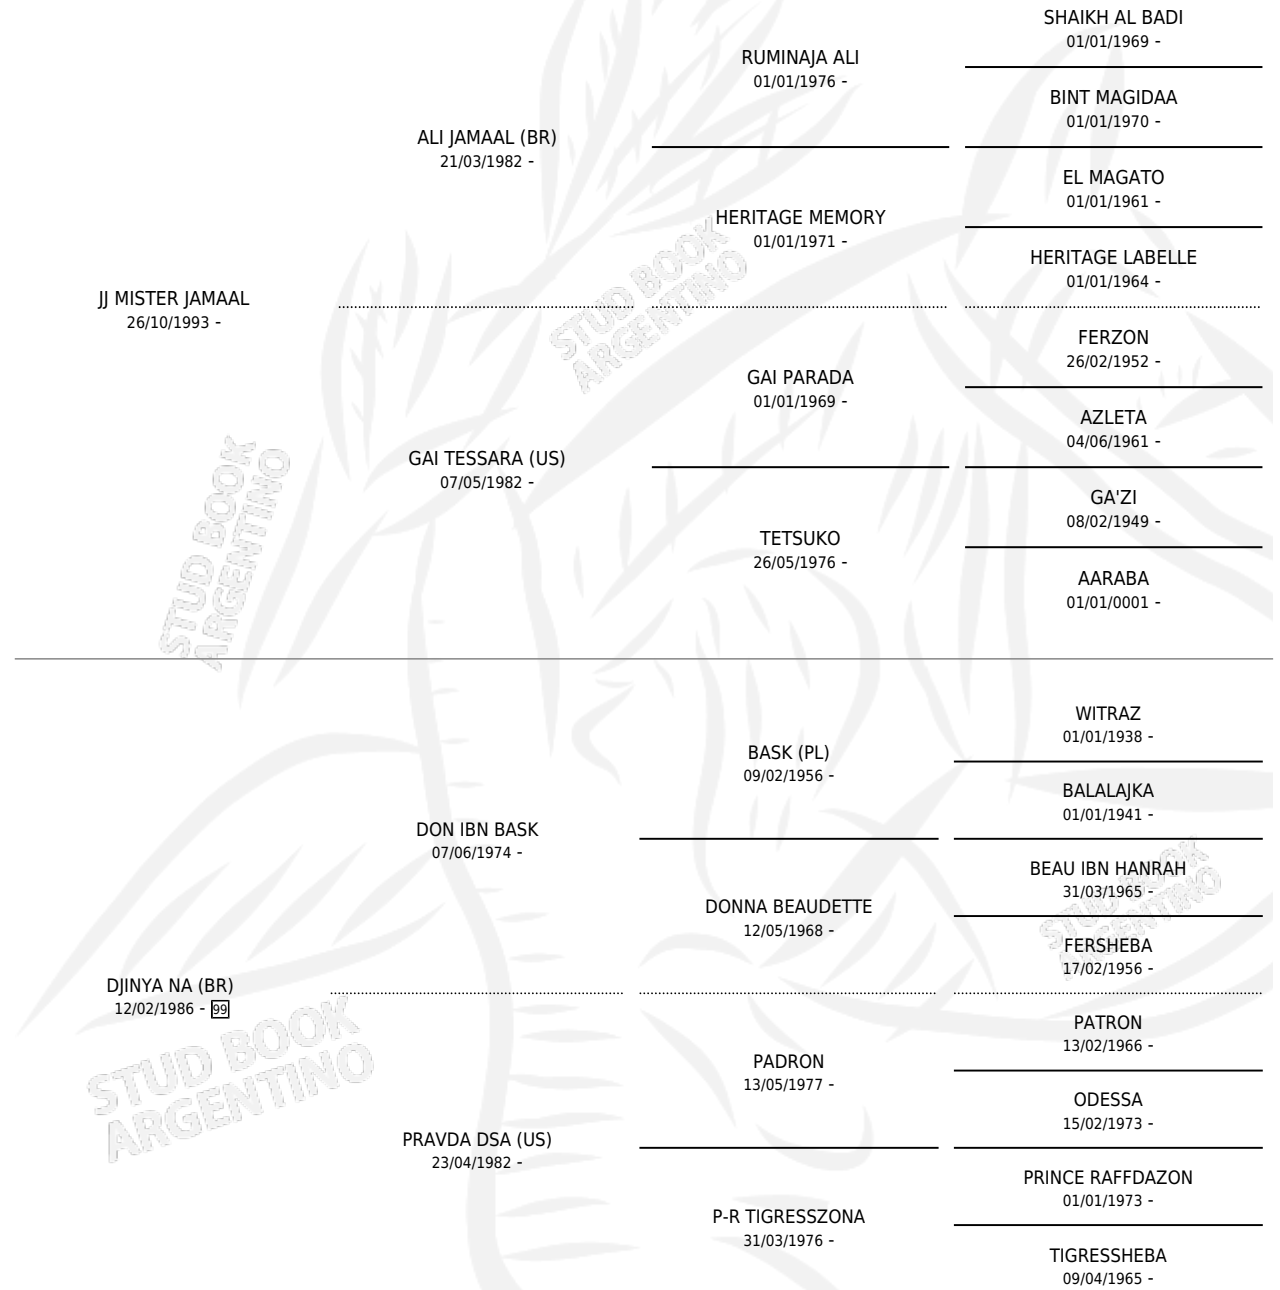 SHAIKH AL BADI
01/01/1969 -
RUMINAJA ALI
01/01/1976 -
BINT MAGIDAA
01/01/1970 -
ALI JAMAAL (BR)
21/03/1982 -
EL MAGATO
01/01/1961 -
HERITAGE MEMORY
01/01/1971 -
HERITAGE LABELLE
01/01/1964 -
JJ MISTER JAMAAL
26/10/1993 -
FERZON
26/02/1952 -
GAI PARADA
01/01/1969 -
AZLETA
04/06/1961 -
GAI TESSARA (US)
07/05/1982 -
GA'ZI
08/02/1949 -
TETSUKO
26/05/1976 -
AARABA
01/01/0001 -
WITRAZ
01/01/1938 -
BASK (PL)
09/02/1956 -
BALALAJKA
01/01/1941 -
DON IBN BASK
07/06/1974 -
BEAU IBN HANRAH
31/03/1965 -
DONNA BEAUDETTE
12/05/1968 -
FERSHEBA
17/02/1956 -
DJINYA NA (BR)
12/02/1986 - 99
PATRON
13/02/1966 -
PADRON
13/05/1977 -
ODESSA
15/02/1973 -
PRAVDA DSA (US)
23/04/1982 -
PRINCE RAFFDAZON
01/01/1973 -
P-R TIGRESSZONA
31/03/1976 -
TIGRESSHEBA
09/04/1965 -
STUD BOOK
ARGENTINO
STUD BOOK
ARGENTINO
STUD BOOK
ARGENTINO
STUD BOOK
ARGENTINO